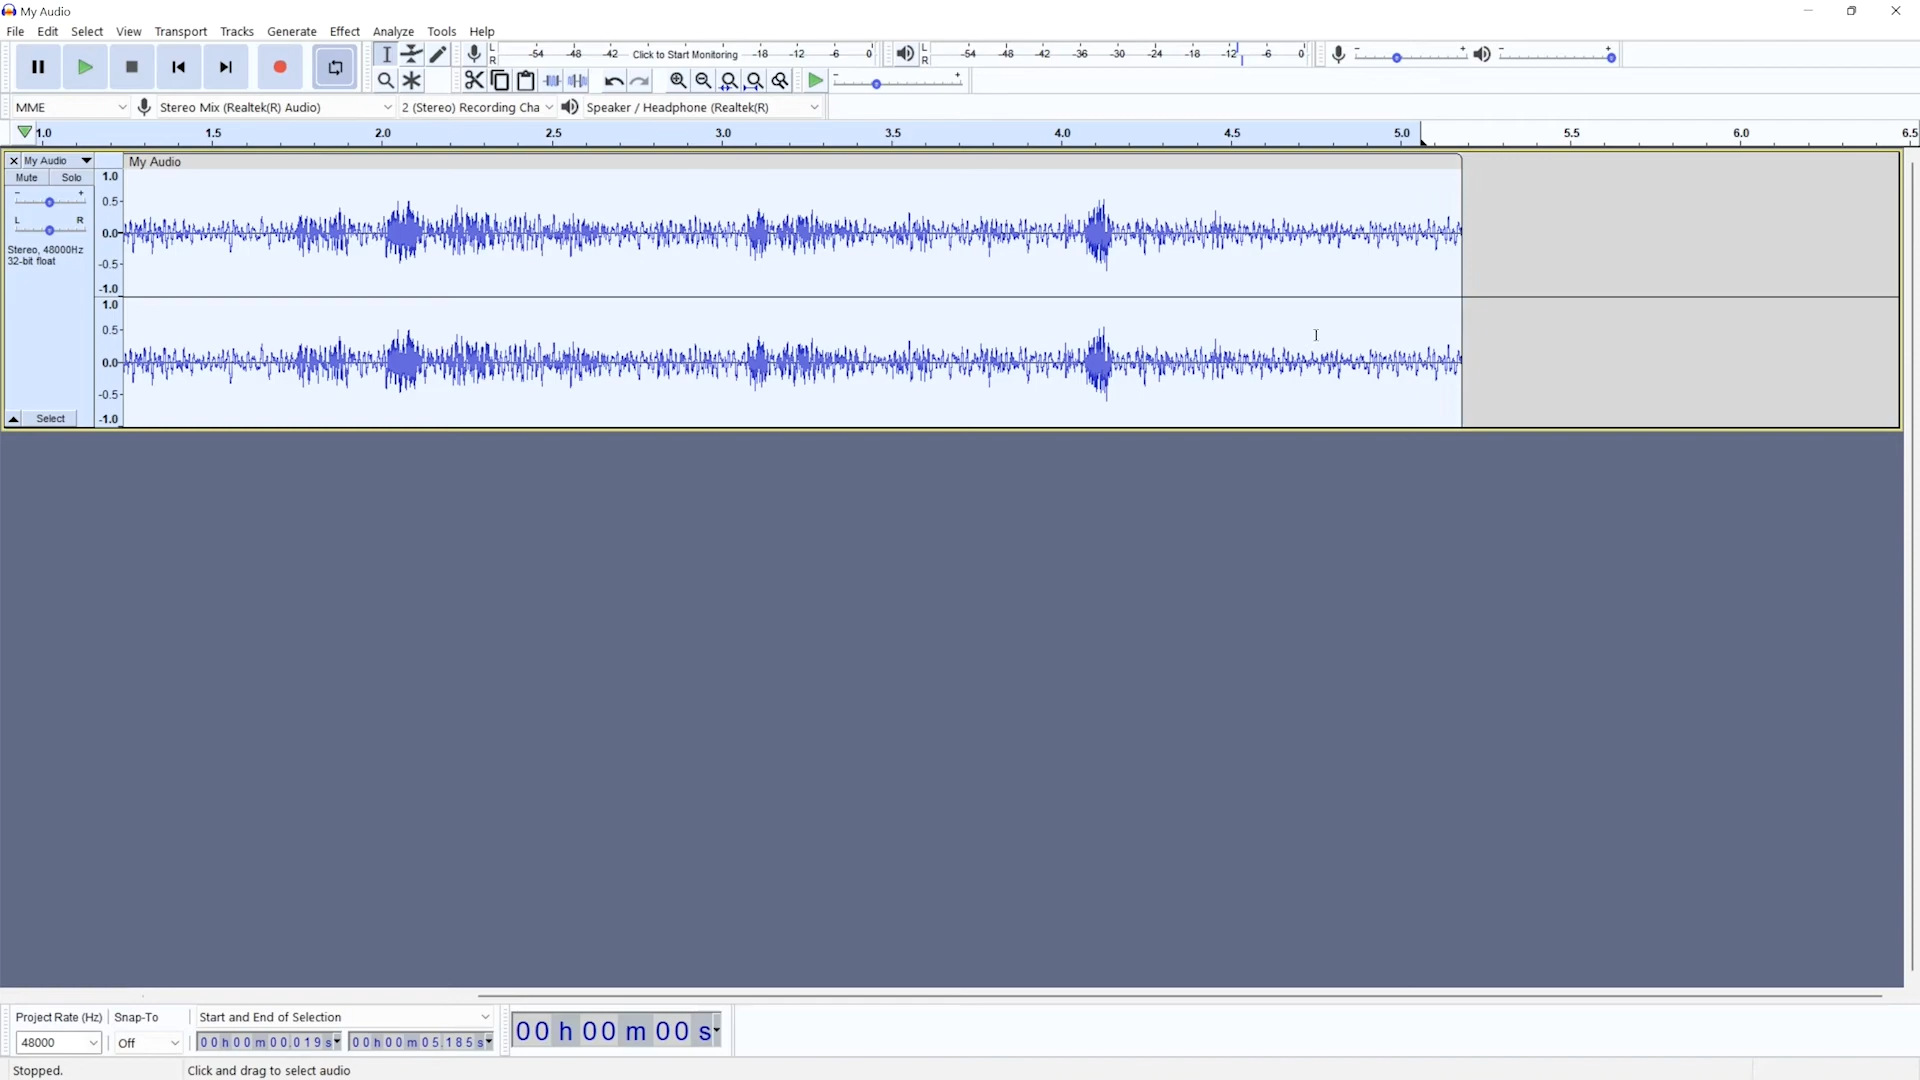 My Audio
File Edit Select View Transport Tracks Generate Effect Analyze Tools Help
L R -54 -48 -42 Click to Start Monitoring -18 -12 -6 0 L R -54 -48 -42 -36 -30 -24 -18 -12 -6 0
MME Stereo Mix (Realtek(R) Audio) 2 (Stereo) Recording Cha Speaker / Headphone (Realtek(R)
1.0 1.5 2.0 2.5 3.0 3.5 4.0 4.5 5.0 5.5 6.0 6.5
My Audio My Audio
Mute Solo 1.0
- + 0.5
L R 0.0
Stereo, 48000Hz -0.5
32-bit float
-1.0
1.0
0.5
0.0
-0.5
Select -1.0
Project Rate (Hz) Snap-To Start and End of Selection
48000 Off 00h00m00.019s 00h00m05.185s 00h00m00s
Stopped. Click and drag to select audio